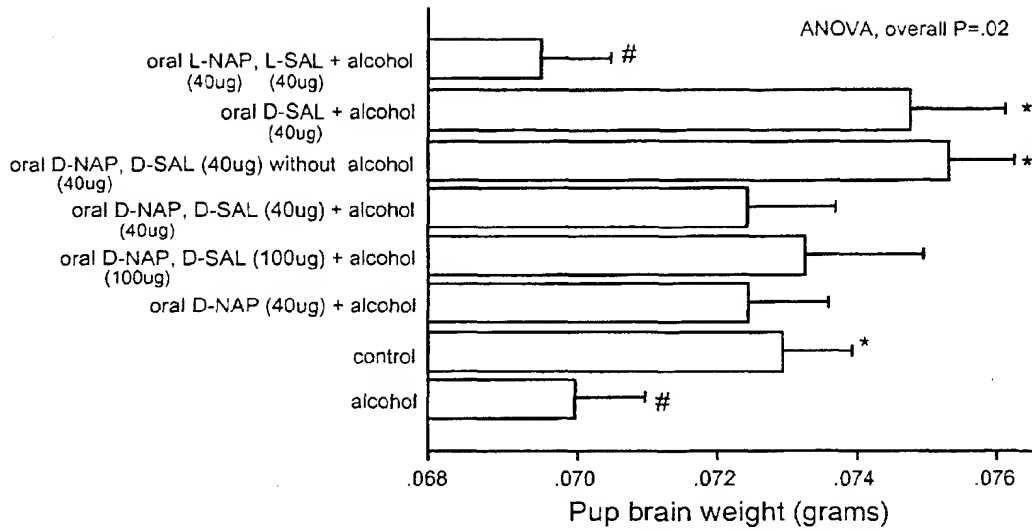 ANOVA, overall P=.02
oral L-NAP, L-SAL + alcohol
(40ug) (40ug)
#
oral D-SAL + alcohol
(40ug)
*
oral D-NAP, D-SAL (40ug) without alcohol
(40ug)
*
oral D-NAP, D-SAL (40ug) + alcohol
(40ug)
oral D-NAP, D-SAL (100ug) + alcohol
(100ug)
oral D-NAP (40ug) + alcohol
control
*
alcohol
#
.068 .070 .072 .074 .076
Pup brain weight (grams)